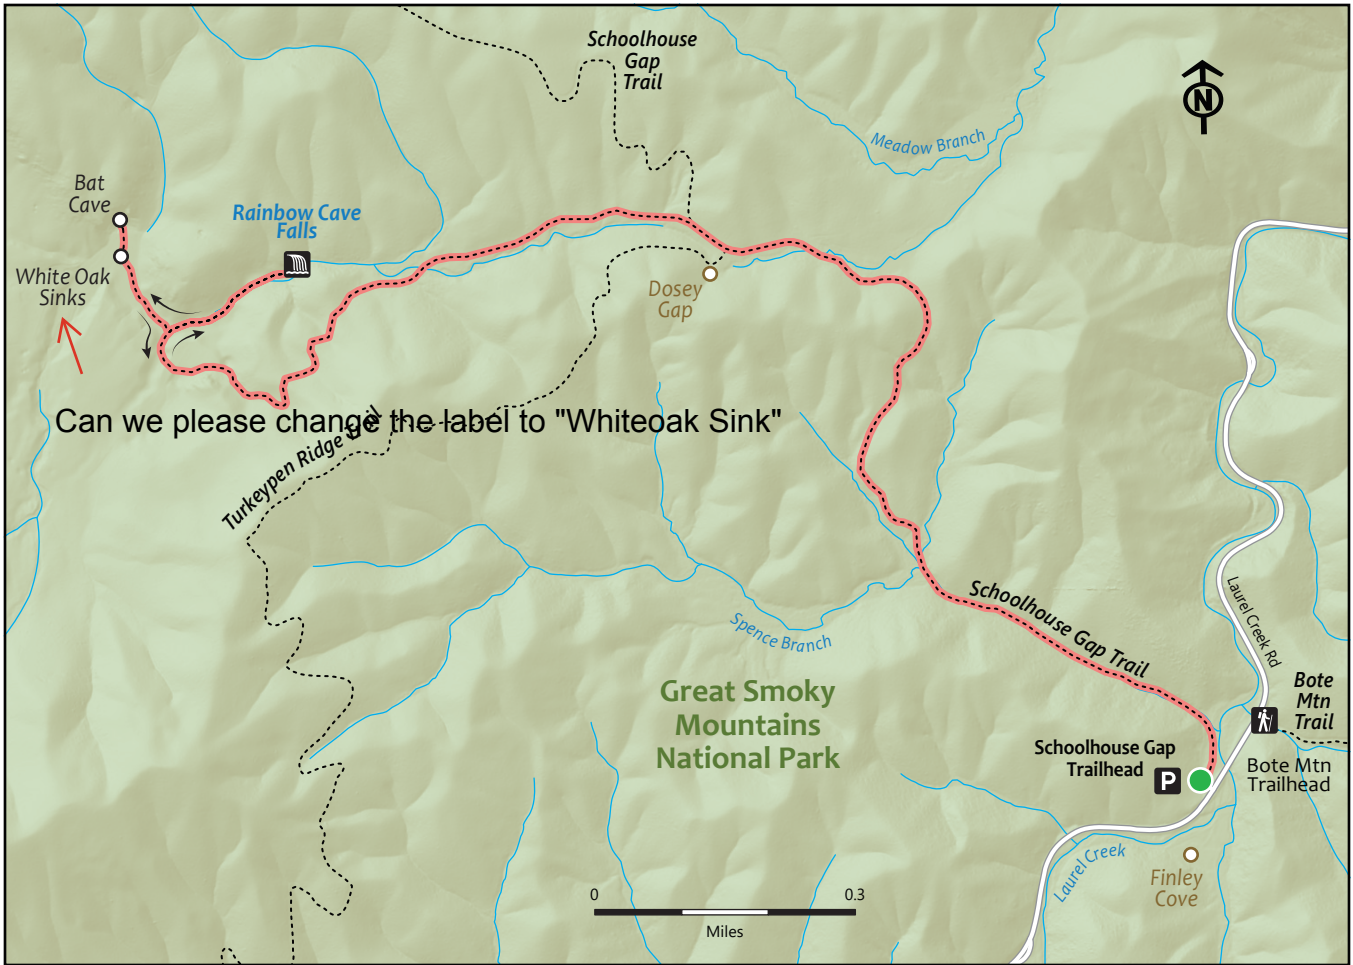 Schoolhouse
Gap
Trail
N
Meadow Branch
Bat
Cave
Rainbow Cave
Falls
White Oak
Sinks
Dosey
Gap
Can we please change the label to "Whiteoak Sink"
Turkeypen Ridge Trail
Schoolhouse Gap Trail
Laurel Creek Rd
Spence Branch
Great Smoky
Mountains
National Park
Bote
Mtn
Trail
Schoolhouse Gap
Trailhead
P
Bote Mtn
Trailhead
Laurel Creek
Finley
Cove
0 0.3
Miles